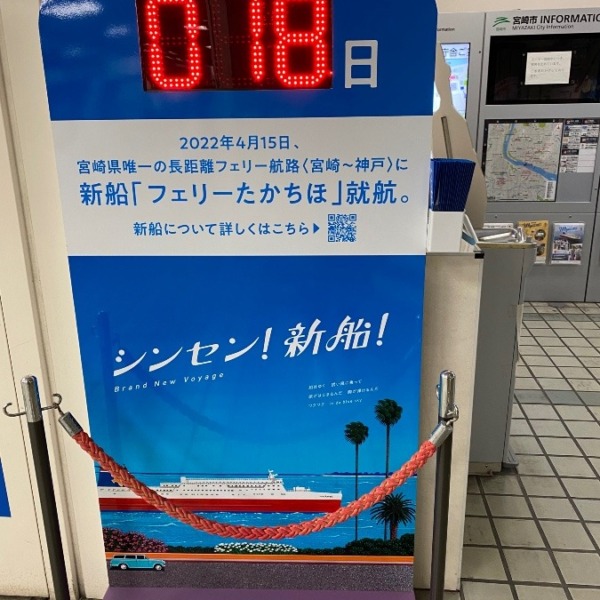 018日
2022年4月15日、
宮崎県唯一の長距離フェリー航路〈宮崎～神戸〉に
新船「フェリーたかちほ」就航。
新船について詳しくはこちら▶
シンセン！新船！
Brand New Voyage
宮崎市 INFORMATION
MIYAZAKI City Information